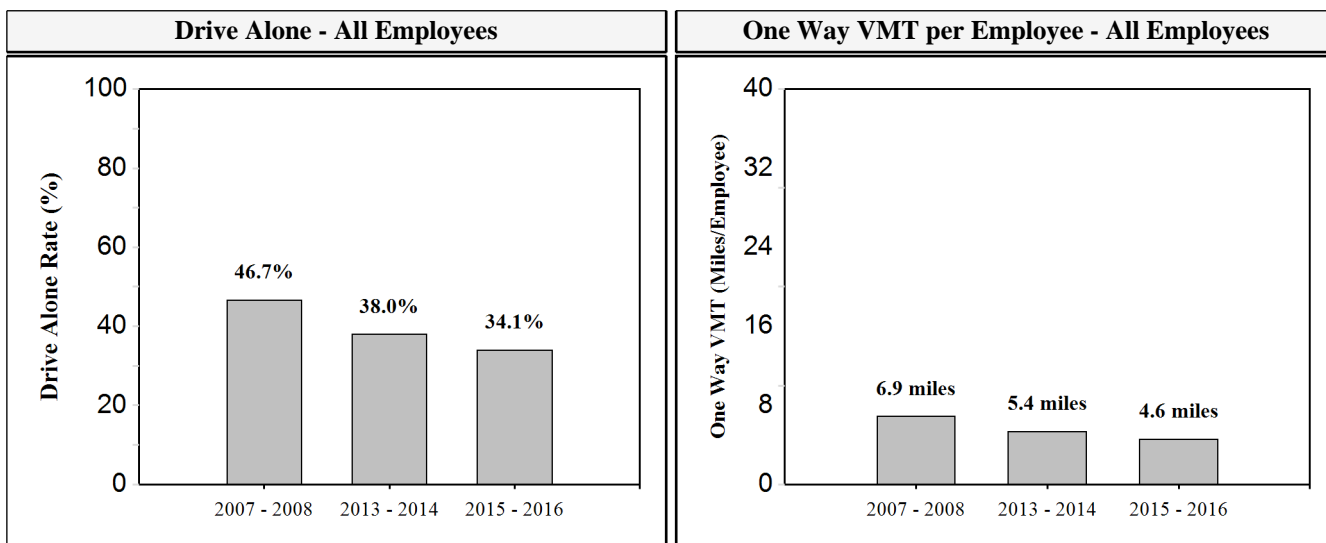 Drive Alone - All Employees
Drive Alone Rate (%)
100
80
60
40
20
0
46.7%
38.0%
34.1%
2007 - 2008
2013 - 2014
2015 - 2016
One Way VMT per Employee - All Employees
One Way VMT (Miles/Employee)
40
32
24
16
8
0
6.9 miles
5.4 miles
4.6 miles
2007 - 2008
2013 - 2014
2015 - 2016